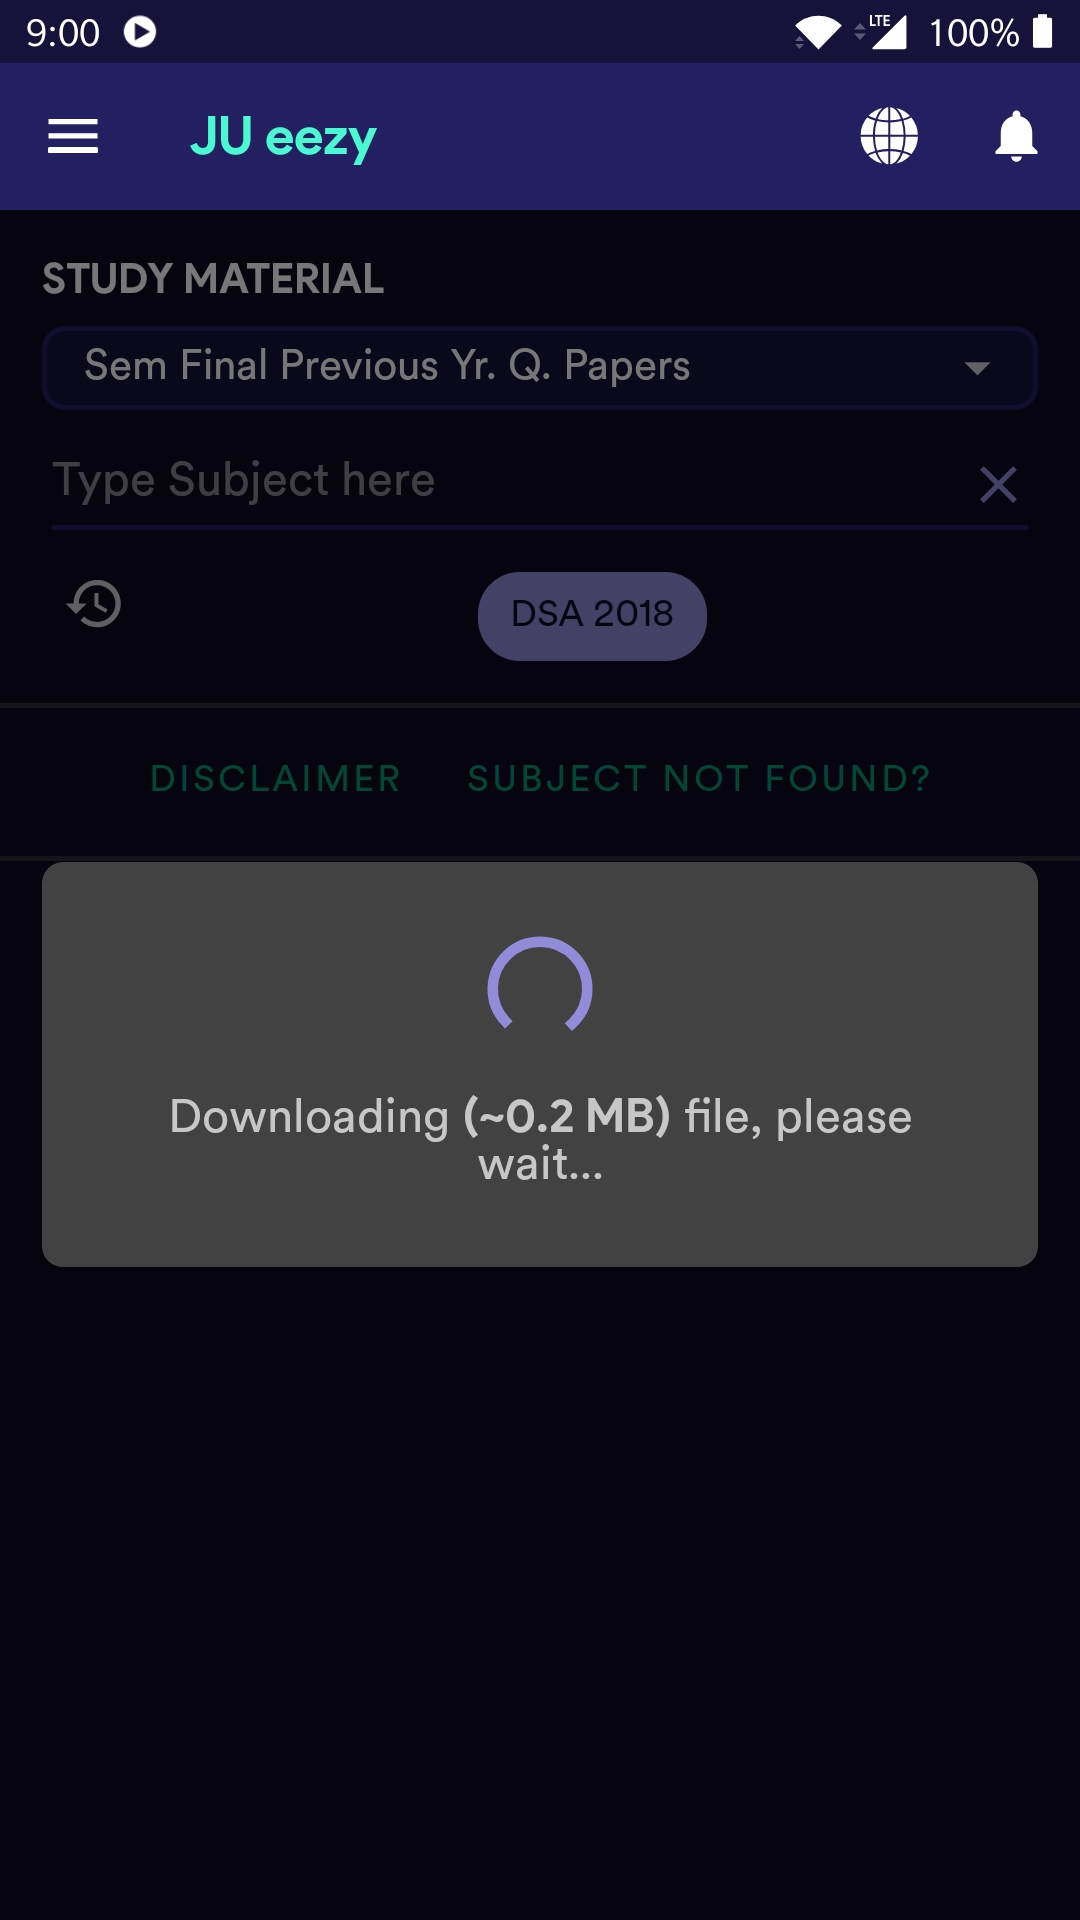 9:00
LTE
100%
JU eezy
STUDY MATERIAL
Sem Final Previous Yr. Q. Papers
Type Subject here
DSA 2018
DISCLAIMER
SUBJECT NOT FOUND?
Downloading (~0.2 MB) file, please
wait...